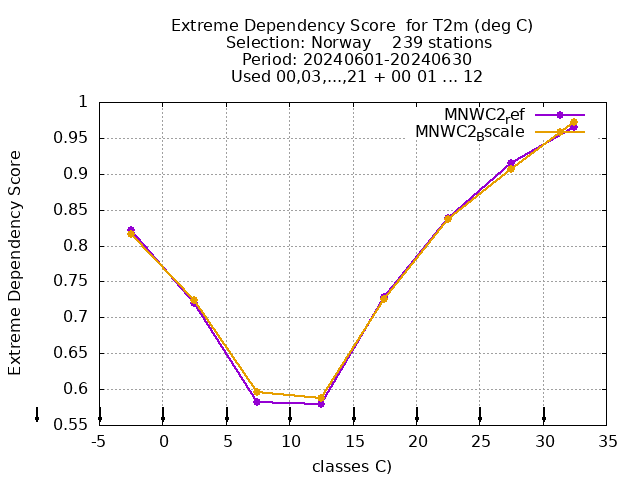 Extreme Dependency Score  for T2m (deg C)
Selection: Norway    239 stations
Period: 20240601-20240630
Used 00,03,...,21 + 00 01 ... 12
MNWC2ref
MNWC2Bscale
Extreme Dependency Score
1
0.95
0.9
0.85
0.8
0.75
0.7
0.65
0.6
0.55
-5 0 5 10 15 20 25 30 35
classes C)